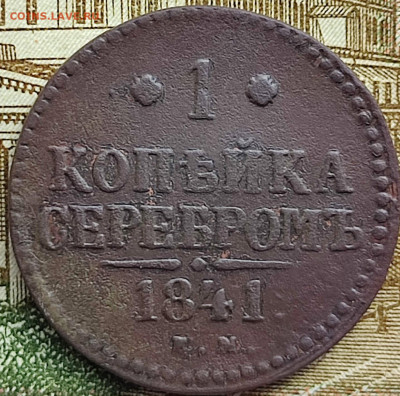 COINS.LAVE.RU
1
КОПѢЙКА
СЕРЕБРОМЪ
1841